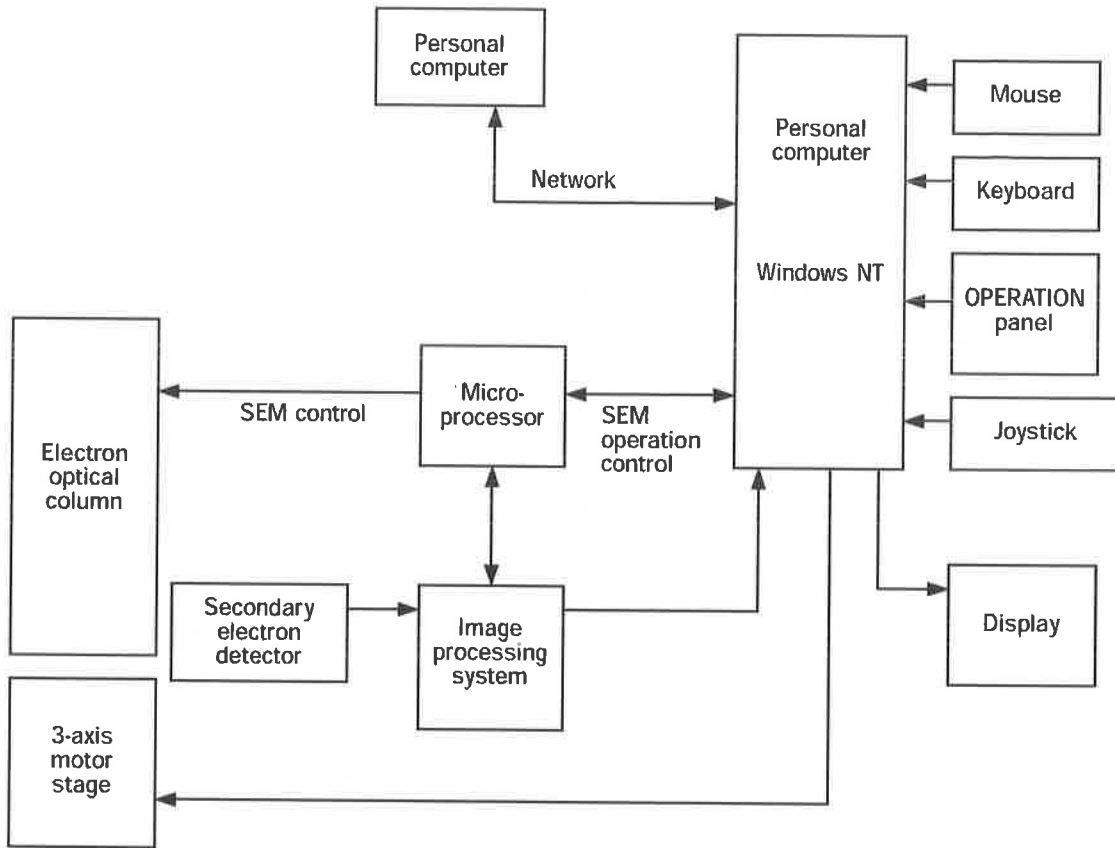 Personal
computer
Network
Personal
computer
Windows NT
Mouse
Keyboard
OPERATION
panel
Joystick
Electron
optical
column
SEM control
Micro-
processor
SEM
operation
control
Secondary
electron
detector
Image
processing
system
Display
3-axis
motor
stage